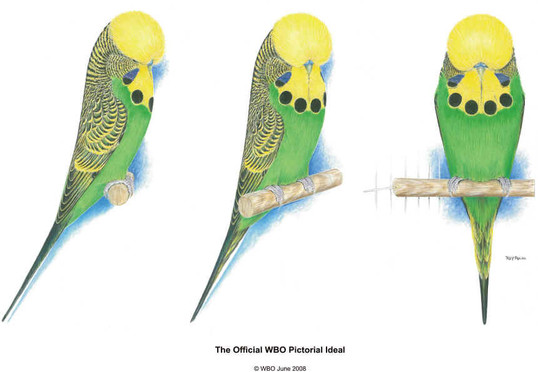 The Official WBO Pictorial Ideal
© WBO June 2008